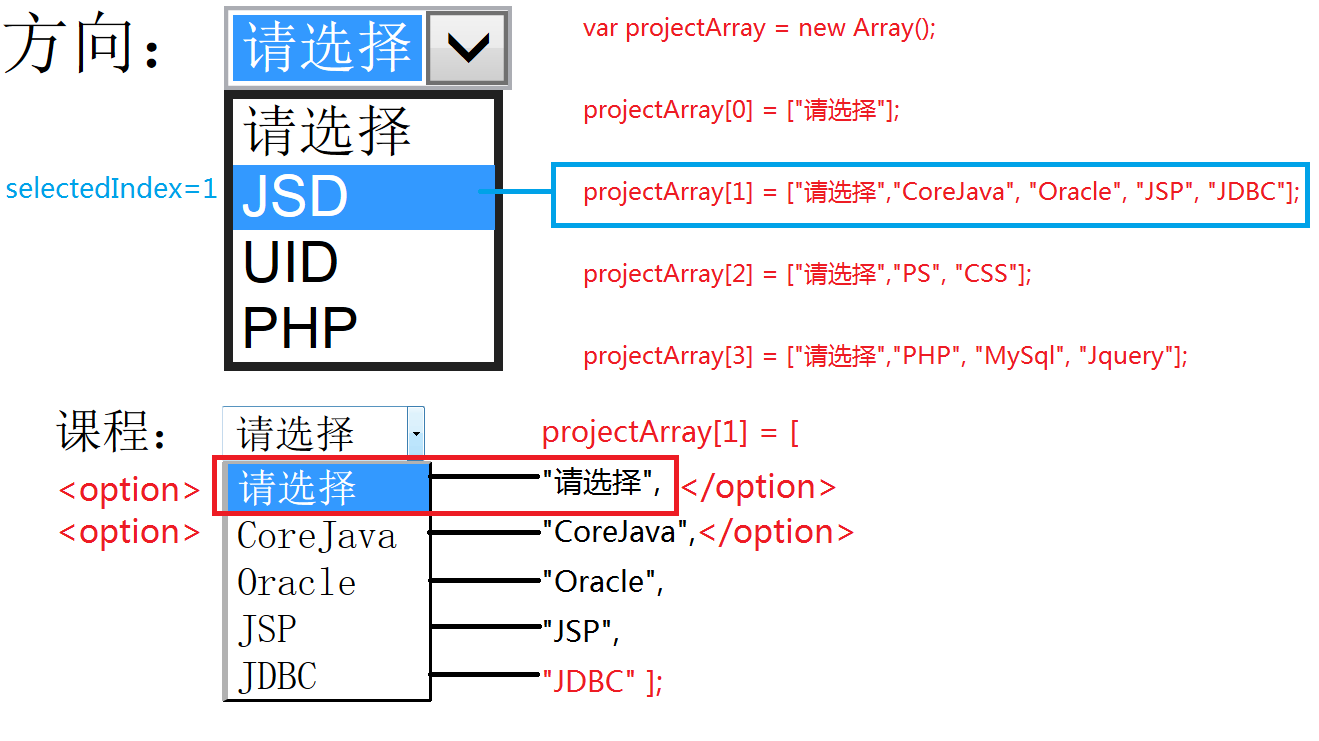 方向：
请选择
请选择
selectedIndex=1
JSD
UID
PHP
var projectArray = new Array();
projectArray[0] = ["请选择"];
projectArray[1] = ["请选择","CoreJava", "Oracle", "JSP", "JDBC"];
projectArray[2] = ["请选择","PS", "CSS"];
projectArray[3] = ["请选择","PHP", "MySql", "Jquery"];
课程： 请选择 projectArray[1] = [
<option> 请选择 "请选择", </option>
<option> CoreJava "CoreJava",</option>
Oracle "Oracle",
JSP "JSP",
JDBC "JDBC" ];